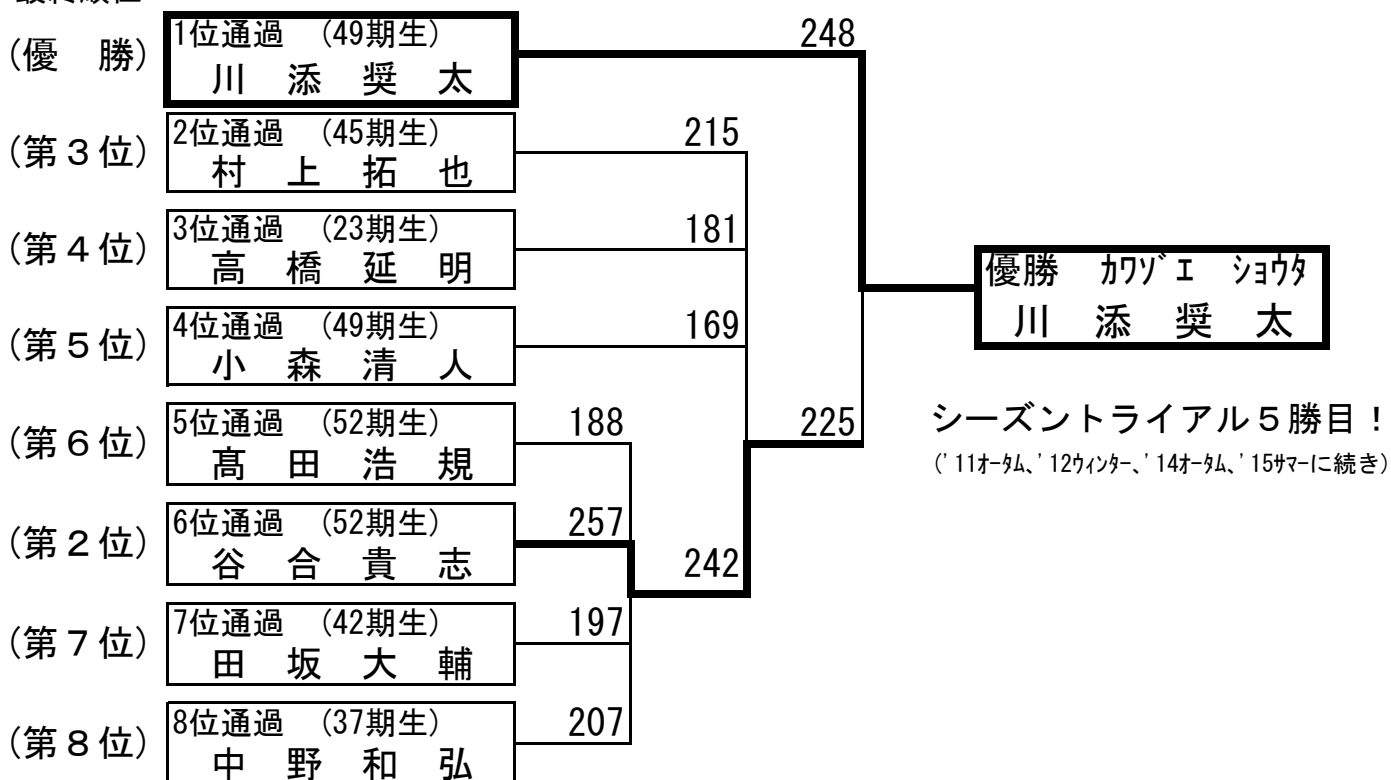 (優　勝)
1位通過　(49期生)
川　添　奨　太
248
(第３位)
2位通過　(45期生)
村　上　拓　也
215
(第４位)
3位通過　(23期生)
高　橋　延　明
181
優勝　ｶﾜｿﾞｴ　ｼｮｳﾀ
川　添　奨　太
(第５位)
4位通過　(49期生)
小　森　清　人
169
(第６位)
5位通過　(52期生)
髙　田　浩　規
188
225
シーズントライアル５勝目！
('11ｵｰﾀﾑ、'12ｳｨﾝﾀｰ、'14ｵｰﾀﾑ、'15ｻﾏｰに続き)
(第２位)
6位通過　(52期生)
谷　合　貴　志
257
242
(第７位)
7位通過　(42期生)
田　坂　大　輔
197
(第８位)
8位通過　(37期生)
中　野　和　弘
207